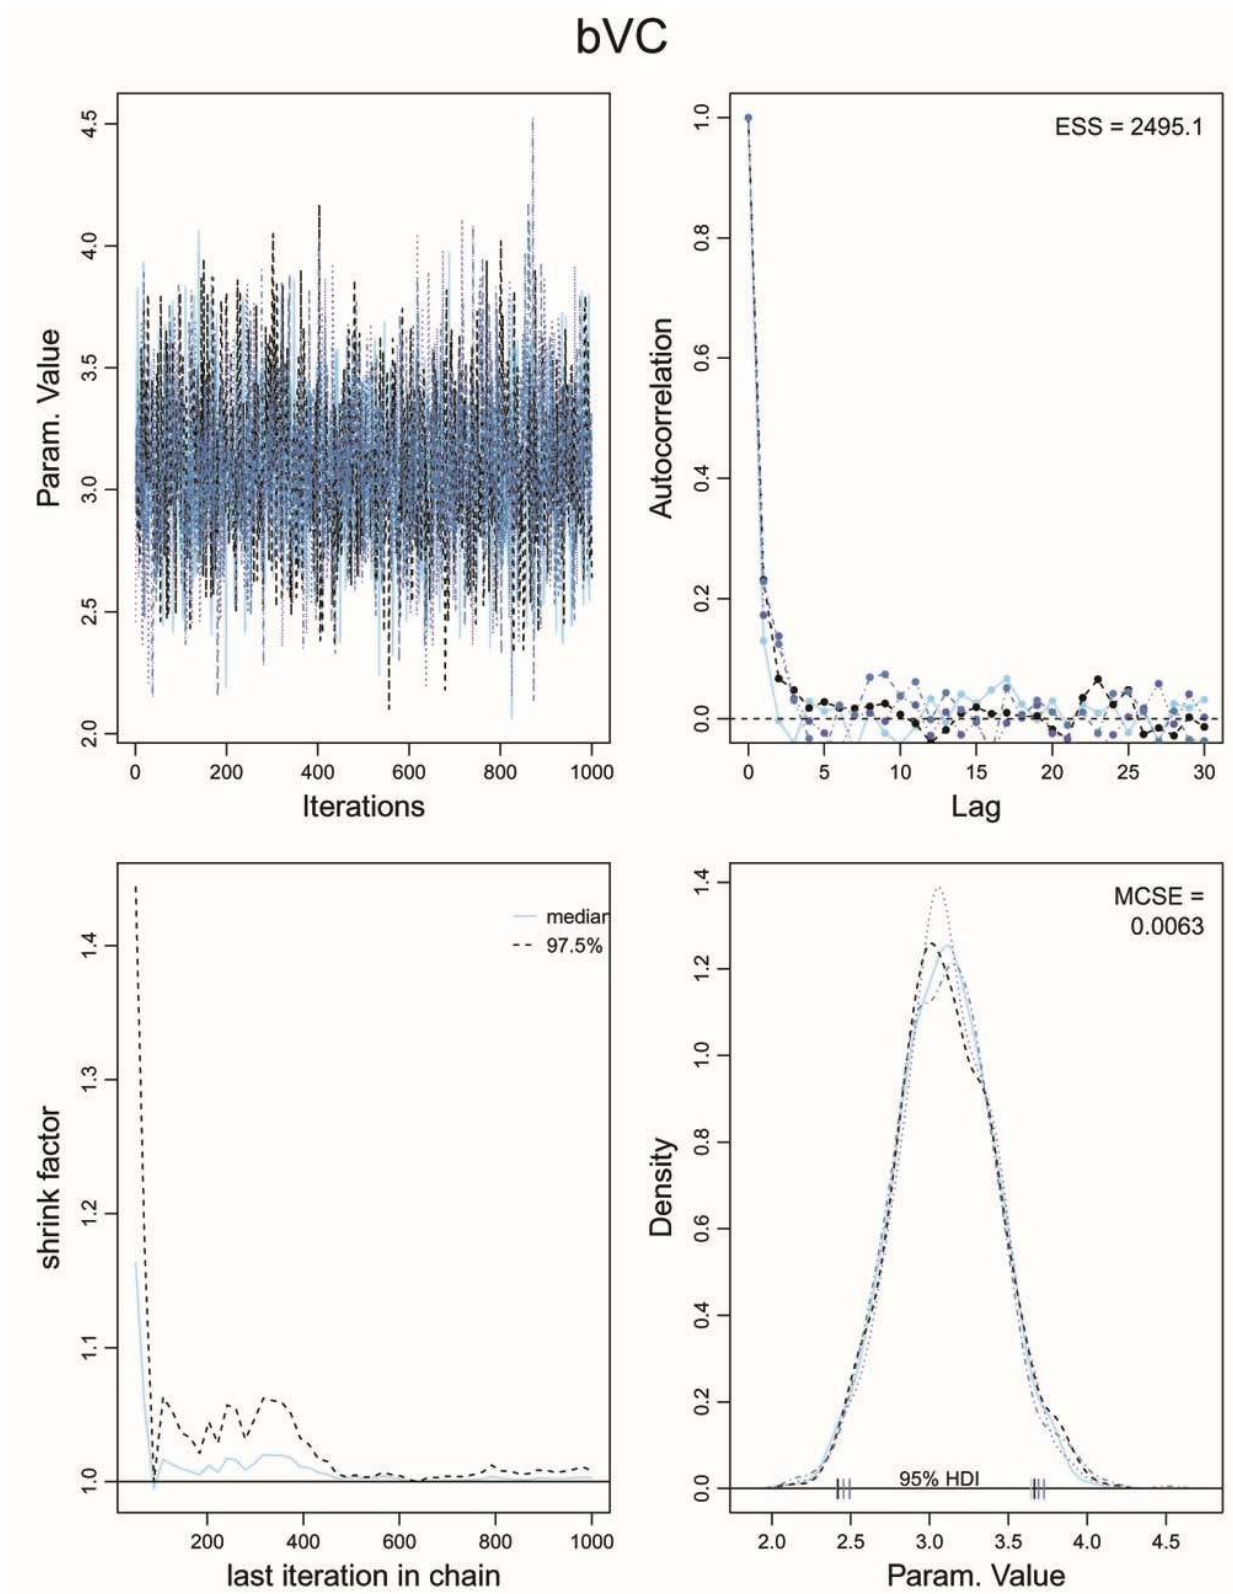 bVC
Param. Value
4.5
4.0
3.5
3.0
2.5
2.0
0 200 400 600 800 1000
Iterations
Autocorrelation
1.0
0.8
0.6
0.4
0.2
0.0
ESS = 2495.1
0 5 10 15 20 25 30
Lag
shrink factor
1.4
1.3
1.2
1.11
1.0
median
97.5%
200 400 600 800 1000
last iteration in chain
Density
1.4
1.2
1.0
0.8
0.6
0.4
0.2
0.0
MCSE =
0.0063
95% HDI
2.0 2.5 3.0 3.5 4.0 4.5
Param. Value